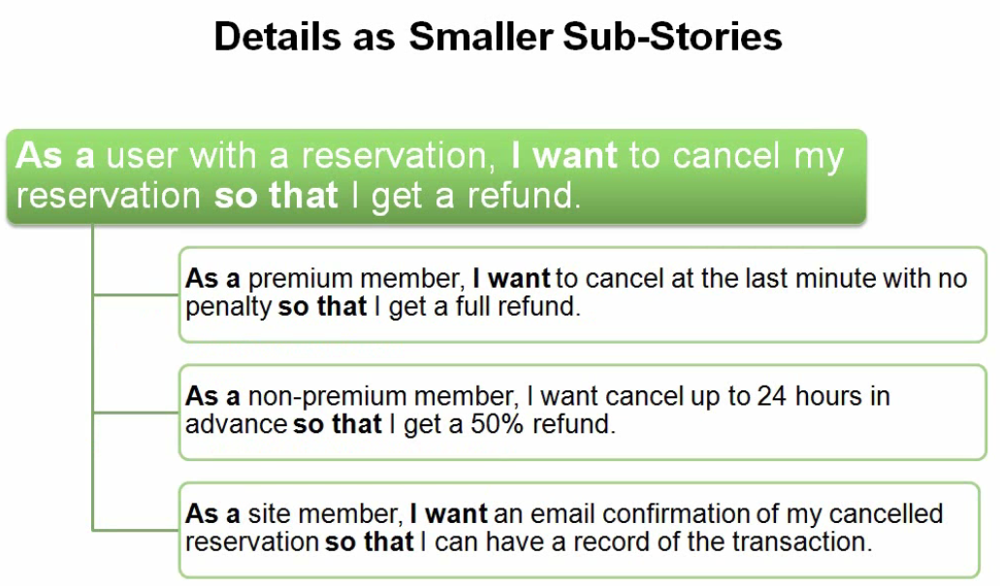 Details as Smaller Sub-Stories
As a user with a reservation, I want to cancel my
reservation so that I get a refund.
As a premium member, I want to cancel at the last minute with no
penalty so that I get a full refund.
As a non-premium member, I want cancel up to 24 hours in
advance so that I get a 50% refund.
As a site member, I want an email confirmation of my cancelled
reservation so that I can have a record of the transaction.